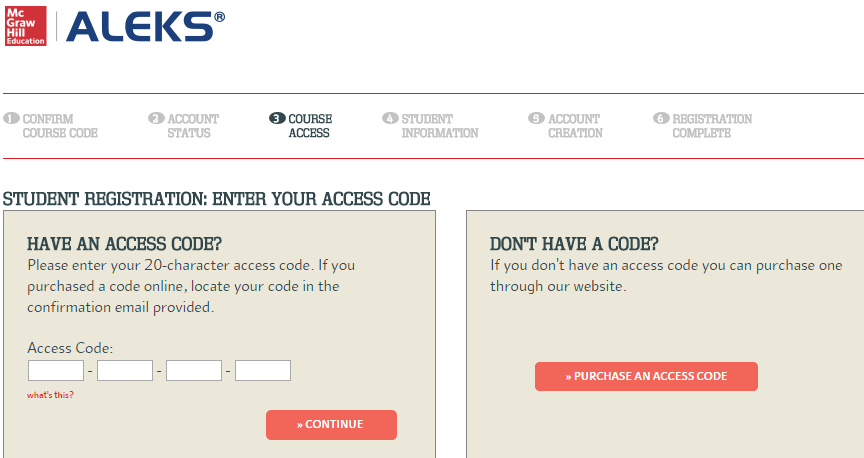 Mc
Graw
Hill
Education
ALEKS®
1 CONFIRM
COURSE CODE
2 ACCOUNT
STATUS
3 COURSE
ACCESS
4 STUDENT
INFORMATION
5 ACCOUNT
CREATION
6 REGISTRATION
COMPLETE
STUDENT REGISTRATION: ENTER YOUR ACCESS CODE
HAVE AN ACCESS CODE?
Please enter your 20-character access code. If you
purchased a code online, locate your code in the
confirmation email provided.
Access Code:
- - -
what's this?
» CONTINUE
DON'T HAVE A CODE?
If you don't have an access code you can purchase one
through our website.
» PURCHASE AN ACCESS CODE